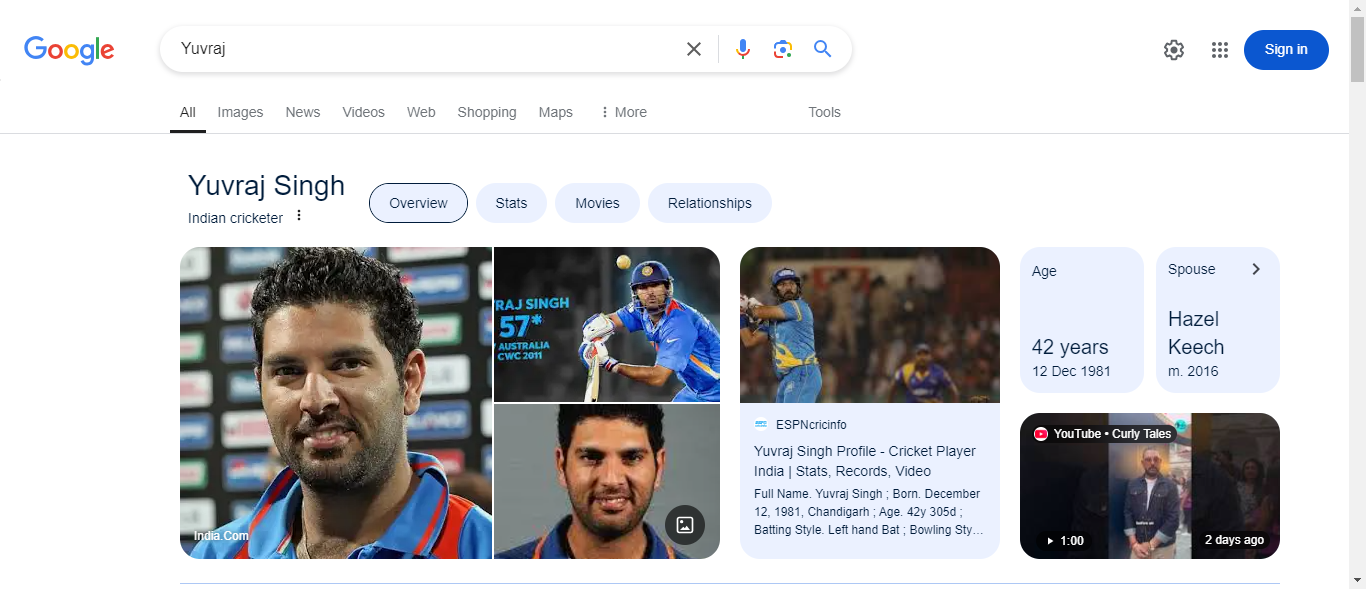 Google
Yuvraj
Sign in
All
Images
News
Videos
Web
Shopping
Maps
More
Tools
Yuvraj Singh
Indian cricketer
Overview
Stats
Movies
Relationships
India.Com
RAJ SINGH
57*
AUSTRALIA
CWC 2011
ESPNcricinfo
Yuvraj Singh Profile - Cricket Player
India | Stats, Records, Video
Full Name. Yuvraj Singh ; Born. December
12, 1981, Chandigarh ; Age. 42y 305d ;
Batting Style. Left hand Bat ; Bowling Sty…
Age
42 years
12 Dec 1981
Spouse
Hazel
Keech
m. 2016
YouTube • Curly Tales
1:00
2 days ago